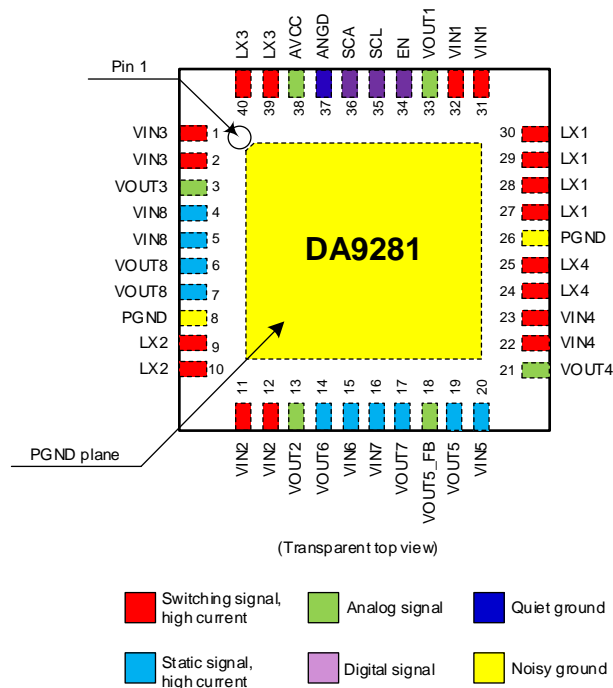 LX3
LX3
AVCC
ANGD
SCA
SCL
EN
VOUT1
VIN1
VIN1
40
39
38
37
36
35
34
33
32
31
Pin 1
VIN3 1
VIN3 2
VOUT3 3
VIN8 4
VIN8 5
VOUT8 6
VOUT8 7
PGND 8
LX2 9
LX2 10
DA9281
30 LX1
29 LX1
28 LX1
27 LX1
26 PGND
25 LX4
24 LX4
23 VIN4
22 VIN4
21 VOUT4
11
12
13
14
15
16
17
18
19
20
VIN2
VIN2
VOUT2
VOUT6
VIN6
VIN7
VOUT7
VOUT5_FB
VOUT5
VIN5
PGND plane
(Transparent top view)
Switching signal,
high current
Analog signal
Quiet ground
Static signal,
high current
Digital signal
Noisy ground